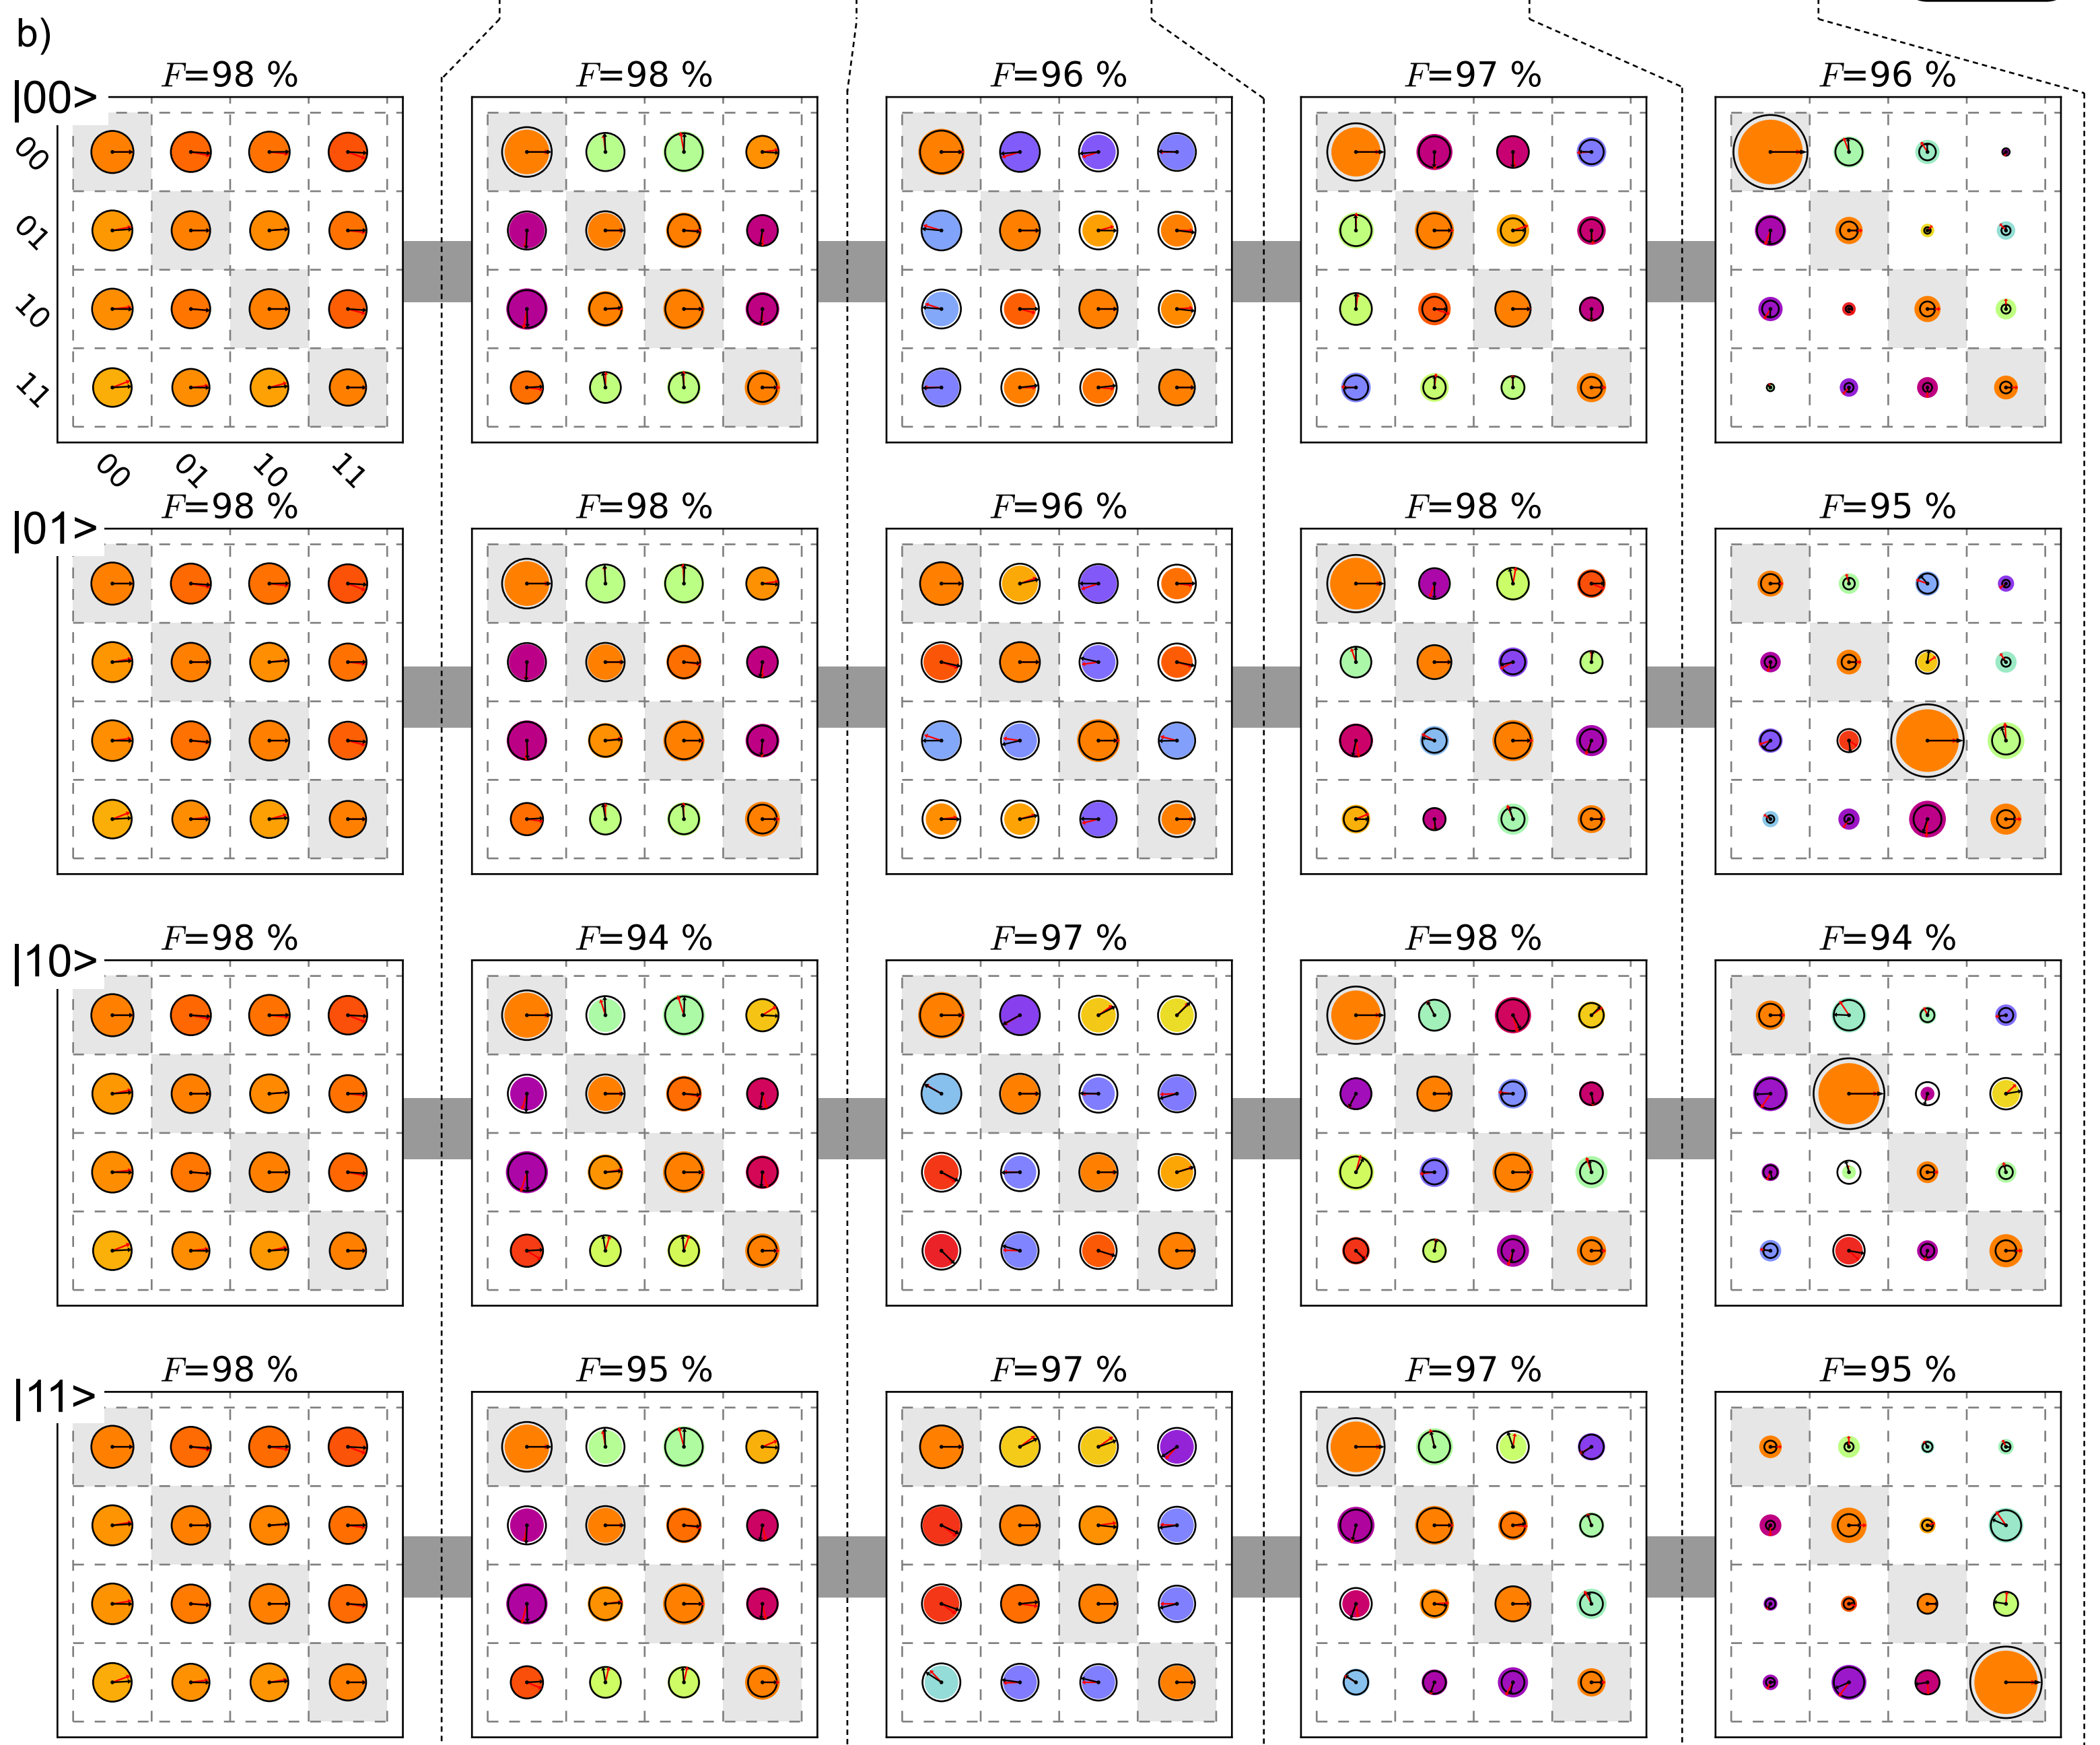 b)
F=98 % F=98 % F=96 % F=97 % F=96 %
|00>
00
01
10
11
00 01 10 11
F=98 % F=98 % F=96 % F=98 % F=95 %
|01>
F=98 % F=94 % F=97 % F=98 % F=94 %
|10>
F=98 % F=95 % F=97 % F=97 % F=95 %
|11>